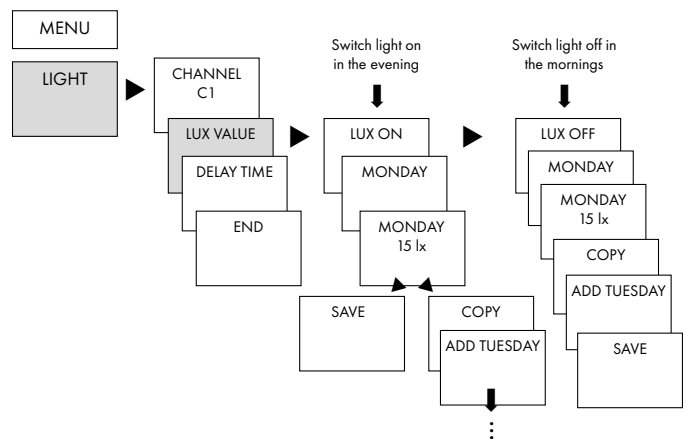 MENU
LIGHT
CHANNEL
C1
LUX VALUE
DELAY TIME
END
Switch light on
in the evening
LUX ON
MONDAY
MONDAY
15 lx
SAVE
COPY
ADD TUESDAY
Switch light off in
the mornings
LUX OFF
MONDAY
MONDAY
15 lx
COPY
ADD TUESDAY
SAVE